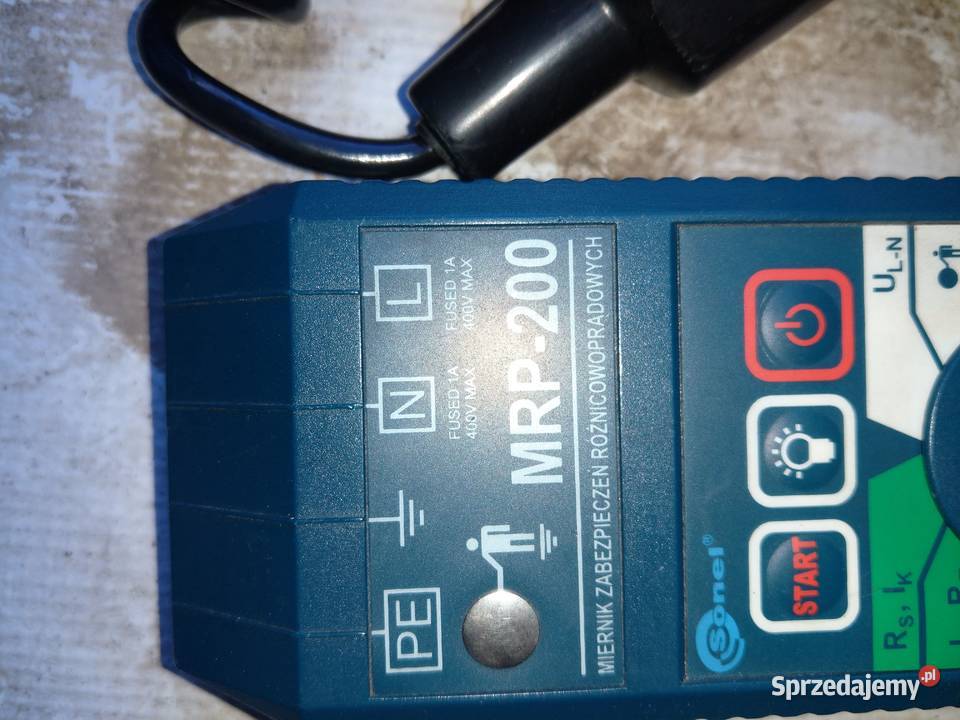 PE N L
FUSED 1A
400V MAX
FUSED 1A
400V MAX
MRP-200
MIERNIK ZABEZPIECZEŃ RÓŻNICOWOPRĄDOWYCH
sonel®
START
U L-N
R S, I K
Sprzedajemy.pl